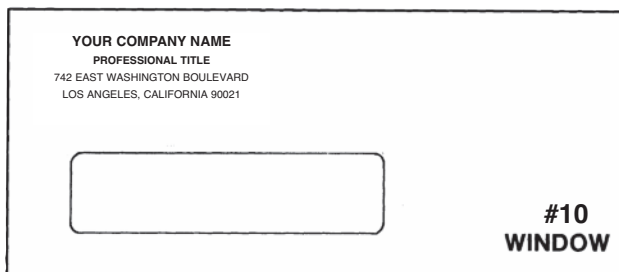 YOUR COMPANY NAME
PROFESSIONAL TITLE
742 EAST WASHINGTON BOULEVARD
LOS ANGELES, CALIFORNIA 90021
#10
WINDOW